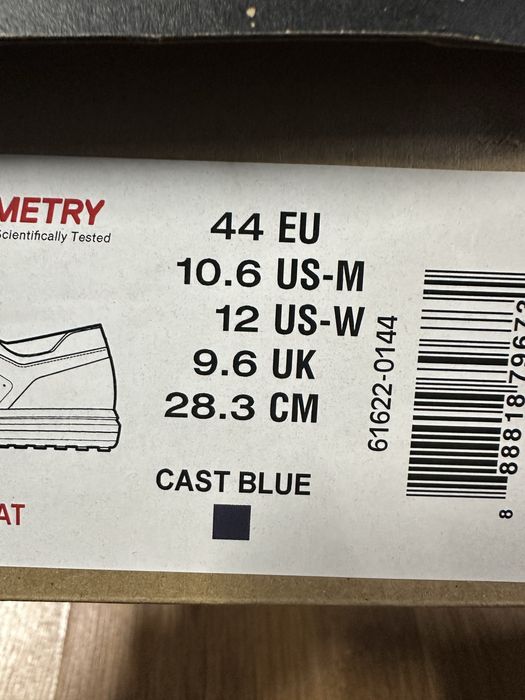 METRY
Scientifically Tested
44 EU
10.6 US-M
12 US-W
9.6 UK
28.3 CM
CAST BLUE
AT
61622-0144
8 88818 79673